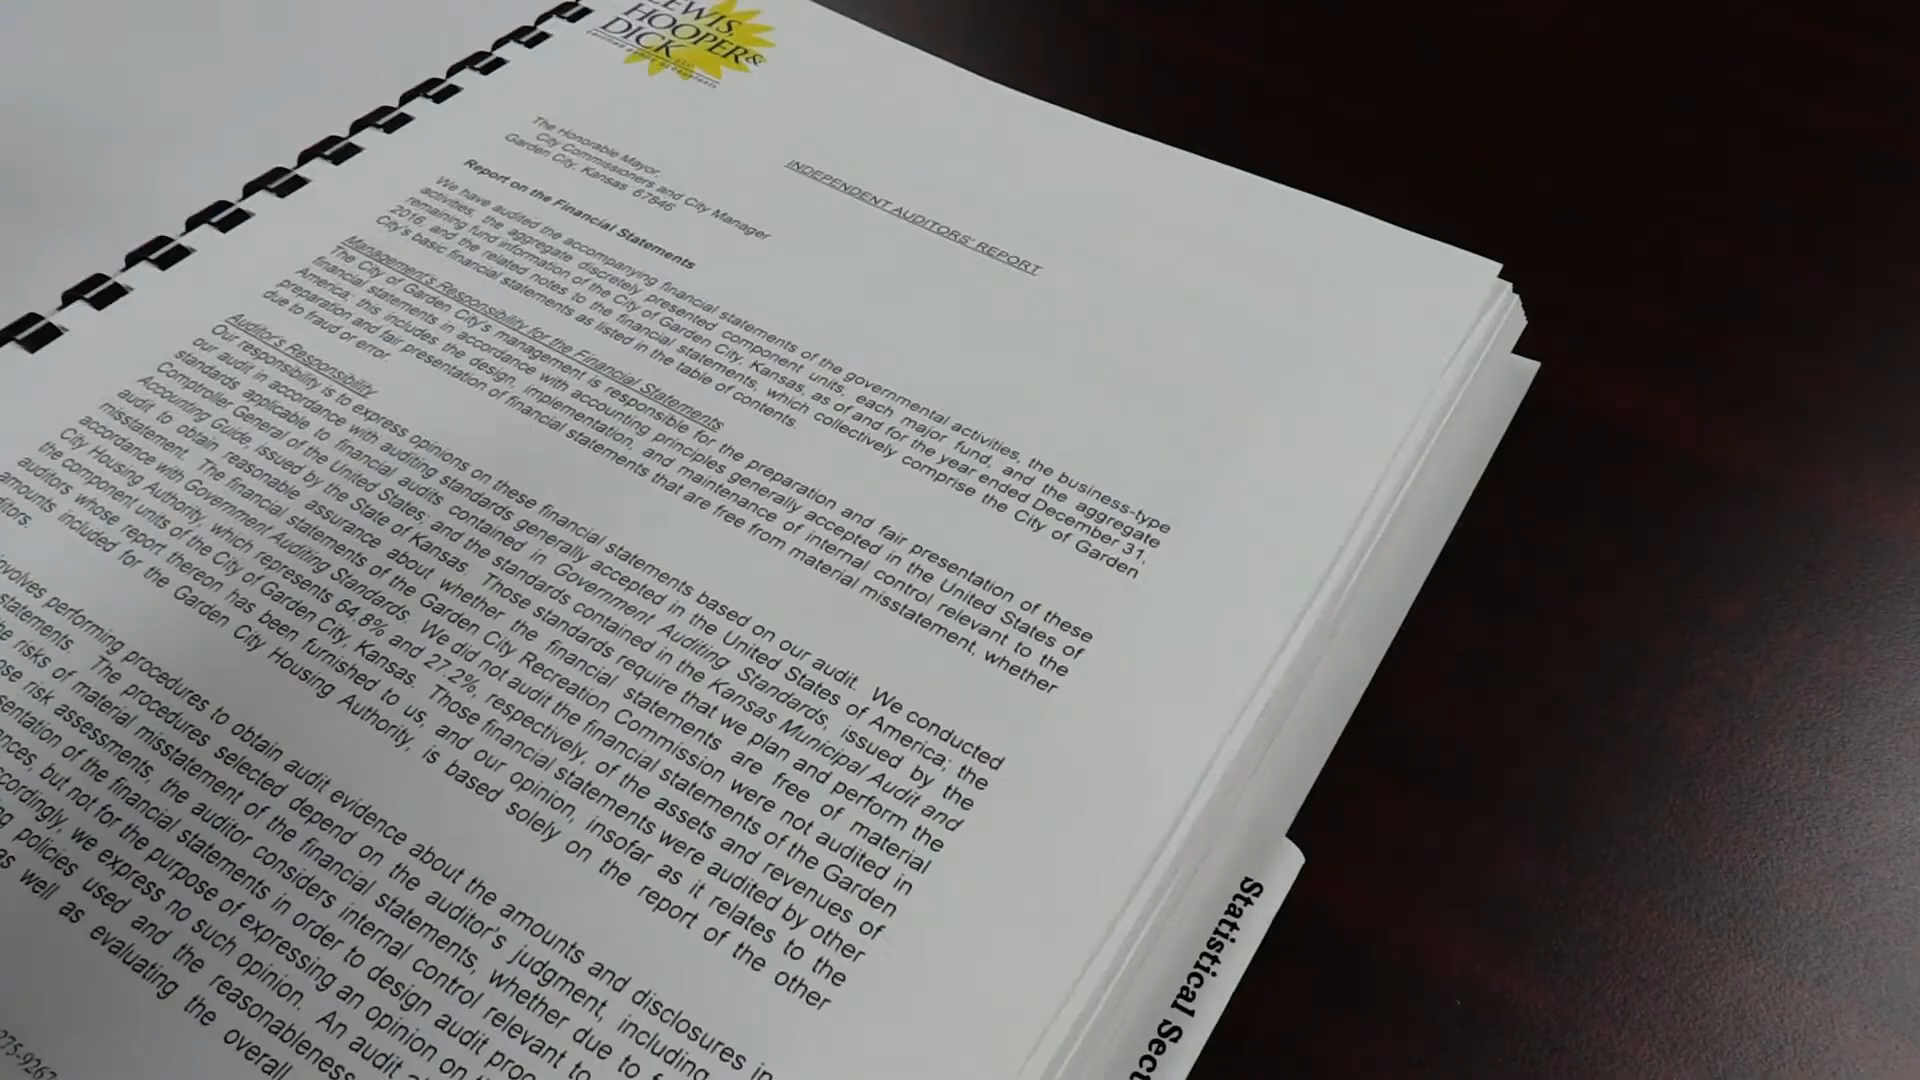 LEWIS,
HOOPER&
DICK, LLC
Certified Public Accountants
INDEPENDENT AUDITORS' REPORT
The Honorable Mayor,
City Commissioners and City Manager
Garden City, Kansas 67846
Report on the Financial Statements
We have audited the accompanying financial statements of the governmental activities, the business-type
activities, the aggregate discretely presented component units, each major fund, and the aggregate
remaining fund information of the City of Garden City, Kansas, as of and for the year ended December 31,
2016, and the related notes to the financial statements, which collectively comprise the City of Garden
City's basic financial statements as listed in the table of contents.
Management's Responsibility for the Financial Statements
The City of Garden City's management is responsible for the preparation and fair presentation of these
financial statements in accordance with accounting principles generally accepted in the United States of
America; this includes the design, implementation, and maintenance of internal control relevant to the
preparation and fair presentation of financial statements that are free from material misstatement, whether
due to fraud or error.
Auditor's Responsibility
Our responsibility is to express opinions on these financial statements based on our audit. We conducted
our audit in accordance with auditing standards generally accepted in the United States of America; the
standards applicable to financial audits contained in Government Auditing Standards, issued by the
Comptroller General of the United States; and the standards contained in the Kansas Municipal Audit and
Accounting Guide, issued by the State of Kansas. Those standards require that we plan and perform the
audit to obtain reasonable assurance about whether the financial statements are free of material
misstatement. The financial statements of the Garden City Recreation Commission were not audited in
accordance with Government Auditing Standards. We did not audit the financial statements of the Garden
City Housing Authority, which represents 64.8% and 27.2%, respectively, of the assets and revenues of
the component units of the City of Garden City, Kansas. Those financial statements were audited by other
auditors whose report thereon has been furnished to us, and our opinion, insofar as it relates to the
amounts included for the Garden City Housing Authority, is based solely on the report of the other
involves performing procedures to obtain audit evidence about the amounts and disclosures in
statements. The procedures selected depend on the auditor's judgment, including
risks of material misstatement of the financial statements, whether due to
risk assessments, the auditor considers internal control relevant to
of the financial statements in order to design audit
but not for the purpose of expressing an opinion on
we express no such opinion. An audit
policies used and the reasonableness
as well as evaluating the overall
275-9267
Statistical Sect